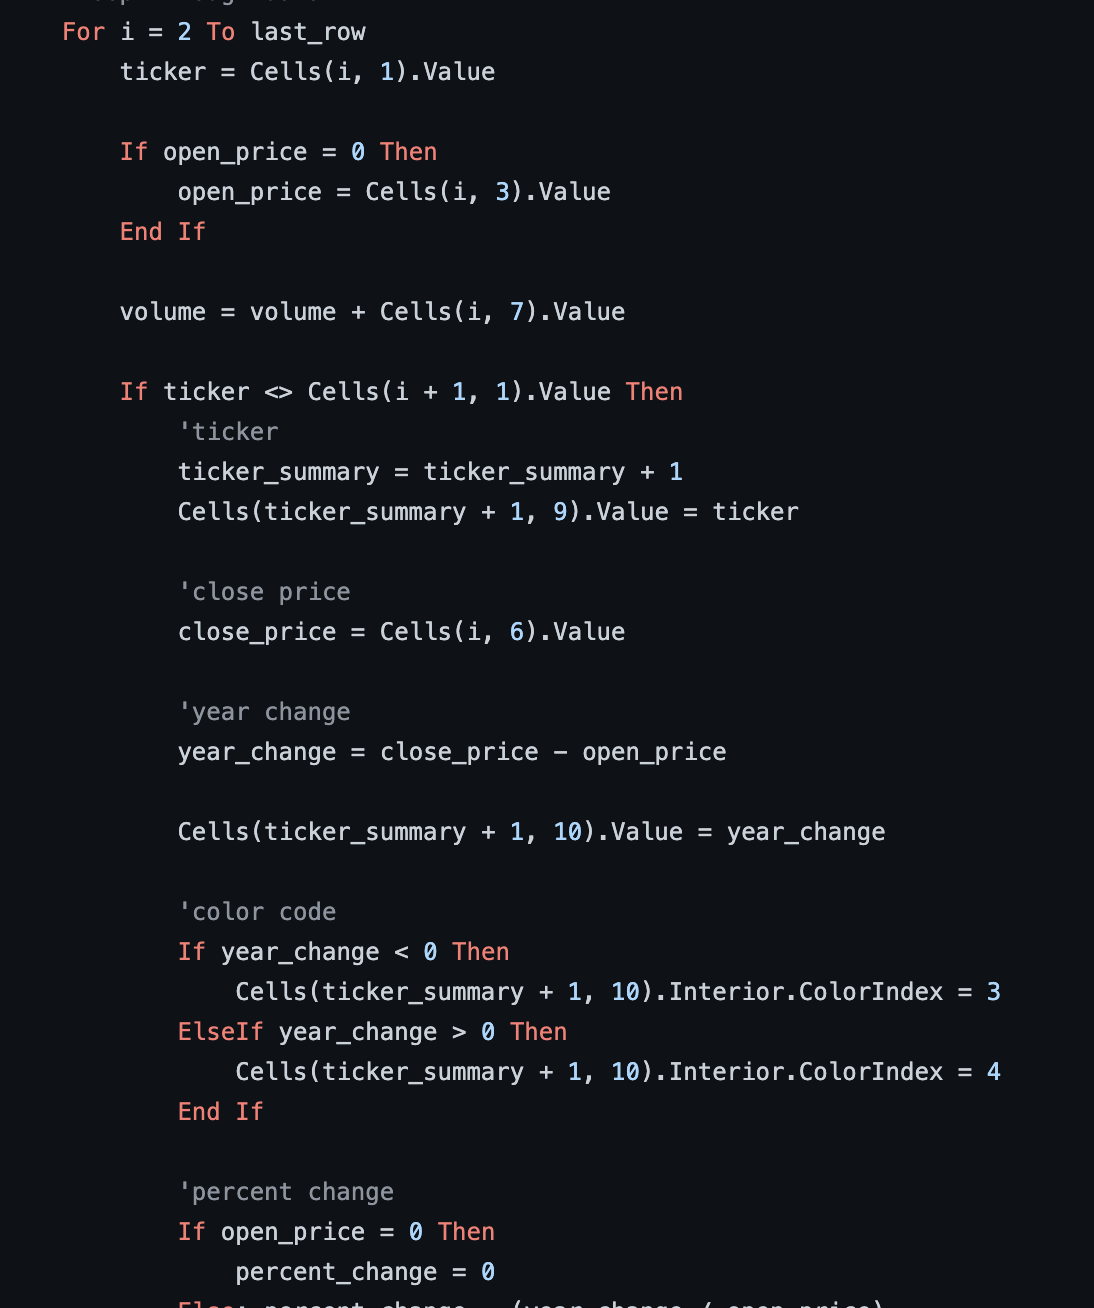 For i = 2 To last_row
ticker = Cells(i, 1).Value
If open_price = 0 Then
open_price = Cells(i, 3).Value
End If
volume = volume + Cells(i, 7).Value
If ticker <> Cells(i + 1, 1).Value Then
'ticker
ticker_summary = ticker_summary + 1
Cells(ticker_summary + 1, 9).Value = ticker
'close price
close_price = Cells(i, 6).Value
'year change
year_change = close_price - open_price
Cells(ticker_summary + 1, 10).Value = year_change
'color code
If year_change < 0 Then
Cells(ticker_summary + 1, 10).Interior.ColorIndex = 3
ElseIf year_change > 0 Then
Cells(ticker_summary + 1, 10).Interior.ColorIndex = 4
End If
'percent change
If open_price = 0 Then
percent_change = 0
Else: percent_change = (year_change / open_price)